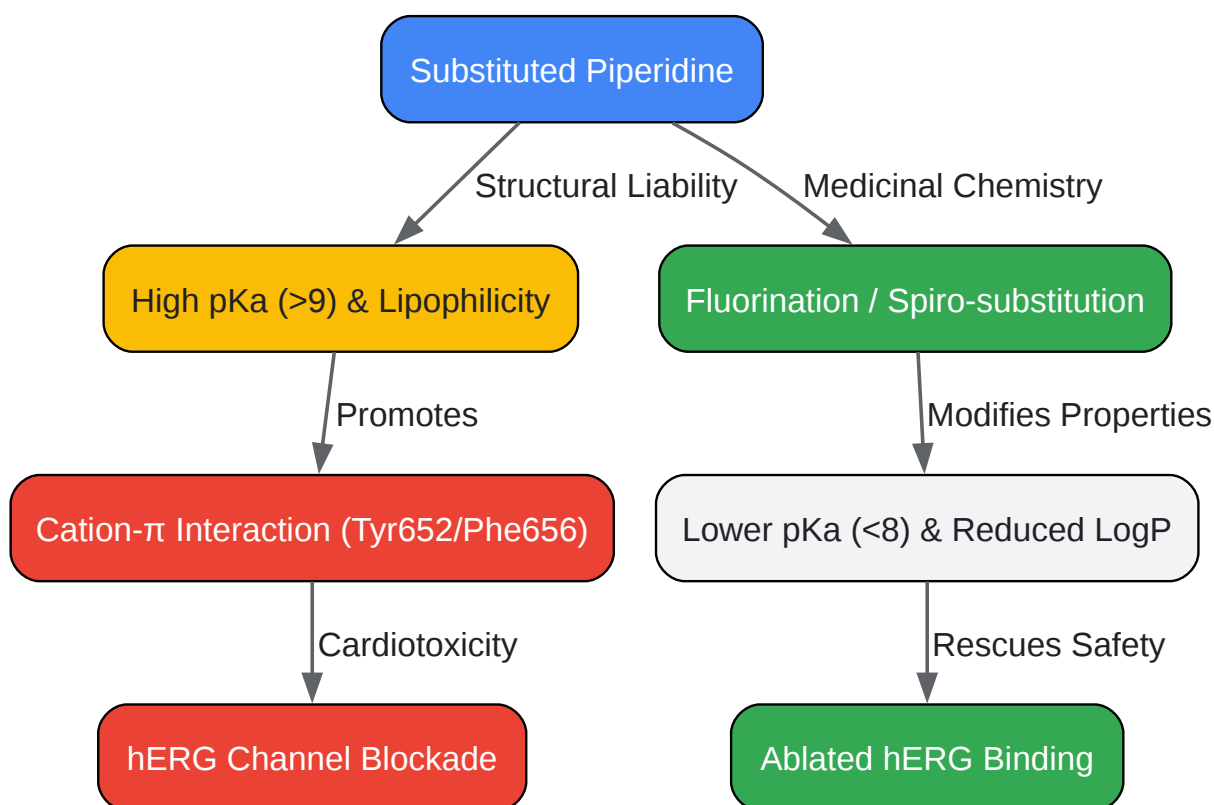 Substituted Piperidine
Structural Liability
Medicinal Chemistry
High pKa (>9) & Lipophilicity
Fluorination / Spiro-substitution
Promotes
Modifies Properties
Cation-π Interaction (Tyr652/Phe656)
Lower pKa (<8) & Reduced LogP
Cardiotoxicity
Rescues Safety
hERG Channel Blockade
Ablated hERG Binding